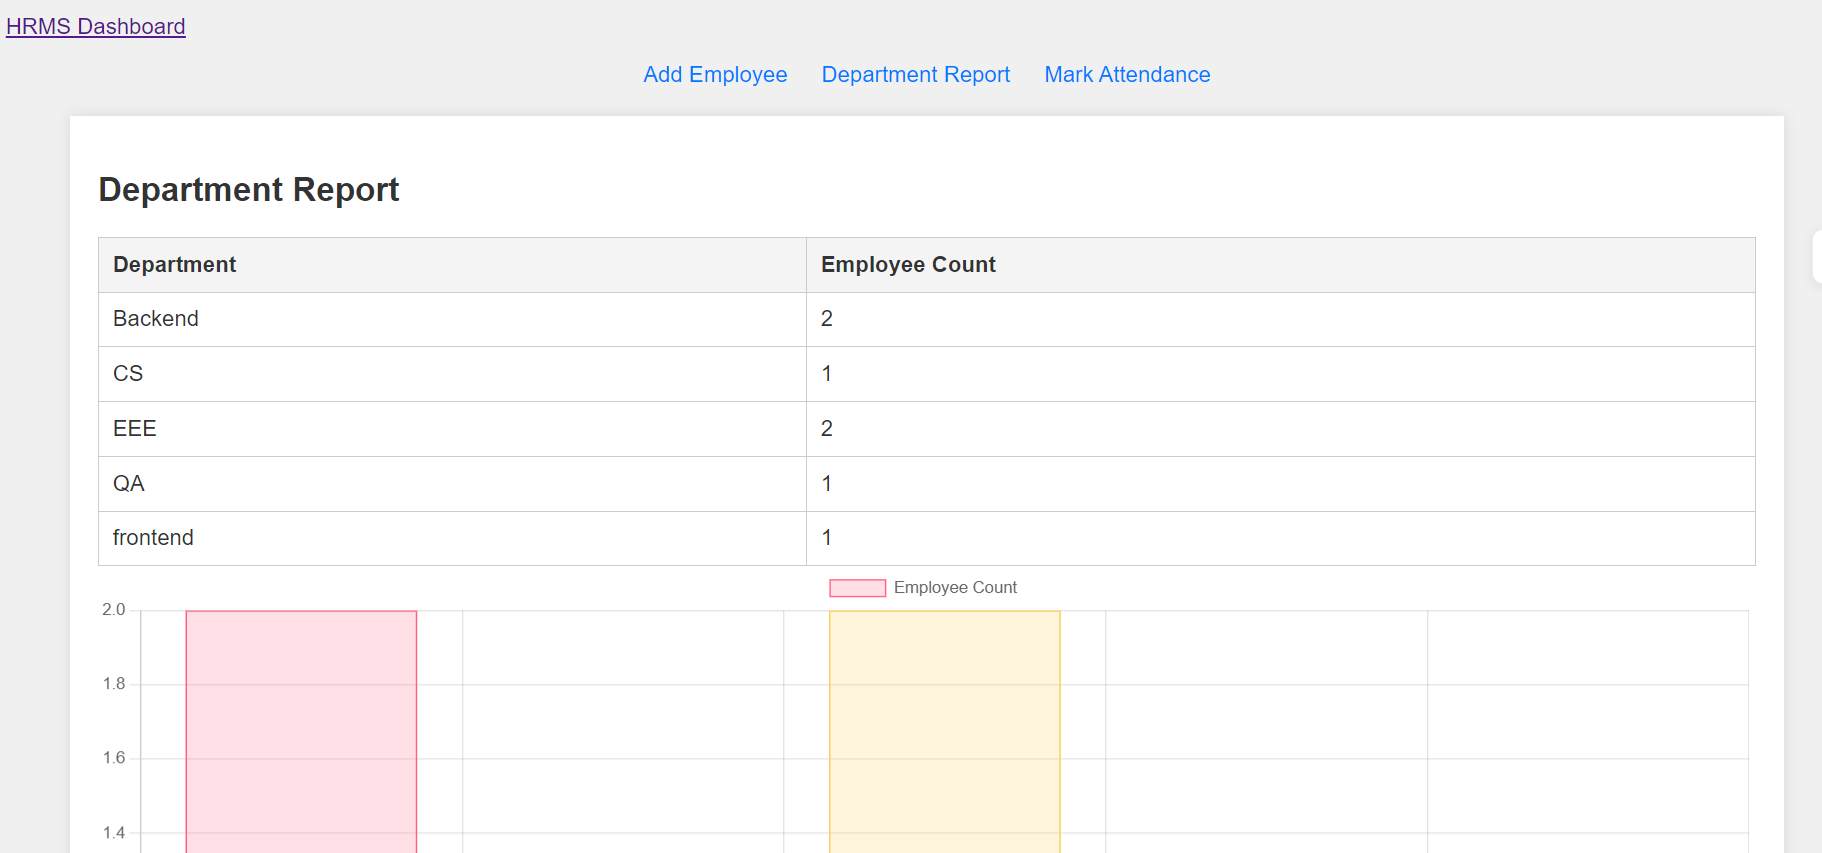 HRMS Dashboard
Add Employee Department Report Mark Attendance
Department Report
Department Employee Count
Backend 2
CS 1
EEE 2
QA 1
frontend 1
Employee Count
2.0
1.8
1.6
1.4